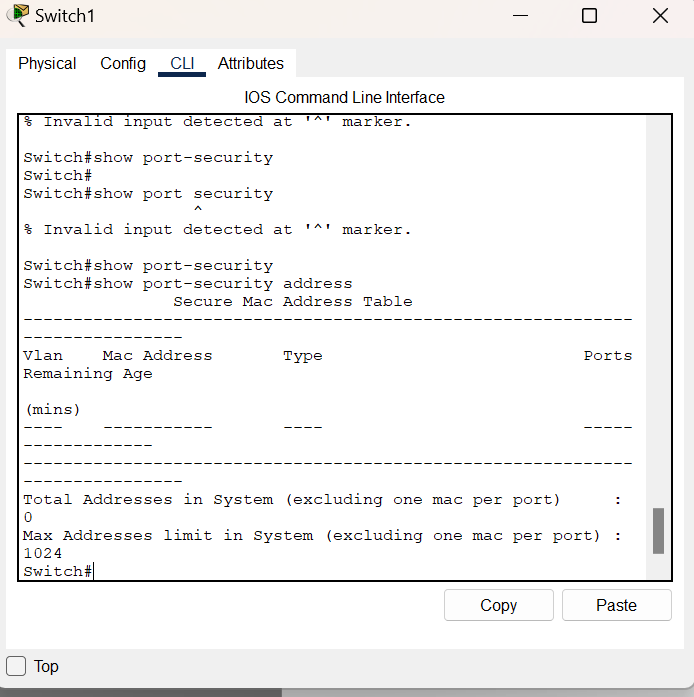 Switch1
Physical Config CLI Attributes
IOS Command Line Interface
% Invalid input detected at '^' marker.
Switch#show port-security
Switch#
Switch#show port security
^
% Invalid input detected at '^' marker.
Switch#show port-security
Switch#show port-security address
Secure Mac Address Table
-----------------------------------------------------------------
-----------------
Vlan Mac Address Type Ports
Remaining Age
(mins)
---- ----------- ---- -----
-------------
-----------------------------------------------------------------
-----------------
Total Addresses in System (excluding one mac per port) :
0
Max Addresses limit in System (excluding one mac per port) :
1024
Switch#
Copy Paste
Top